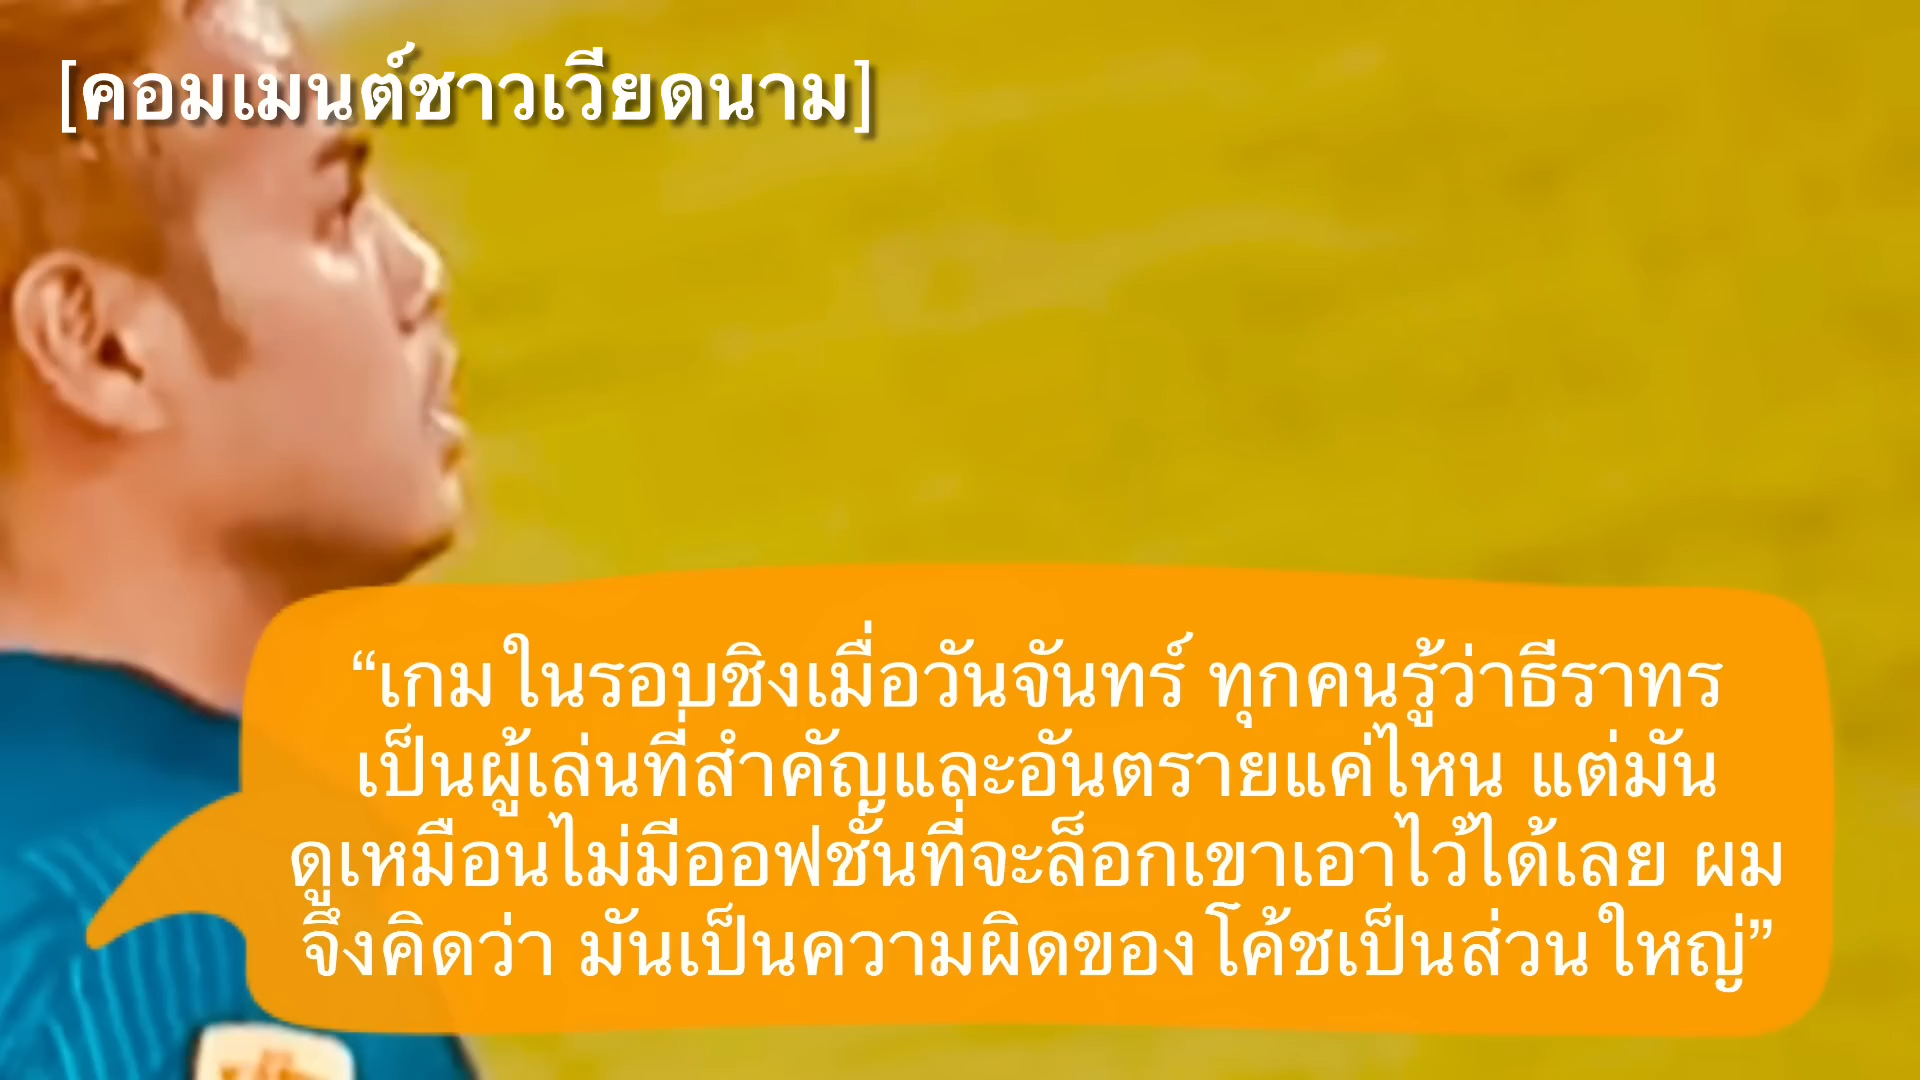 [คอมเมนต์ชาวเวียดนาม]
“เกมในรอบชิงเมื่อวันจันทร์ ทุกคนรู้ว่าธีราทร
เป็นผู้เล่นที่สำคัญและอันตรายแค่ไหน แต่มัน
ดูเหมือนไม่มีออฟชั่นที่จะล็อกเขาเอาไว้ได้เลย ผม
จึงคิดว่า มันเป็นความผิดของโค้ชเป็นส่วนใหญ่”